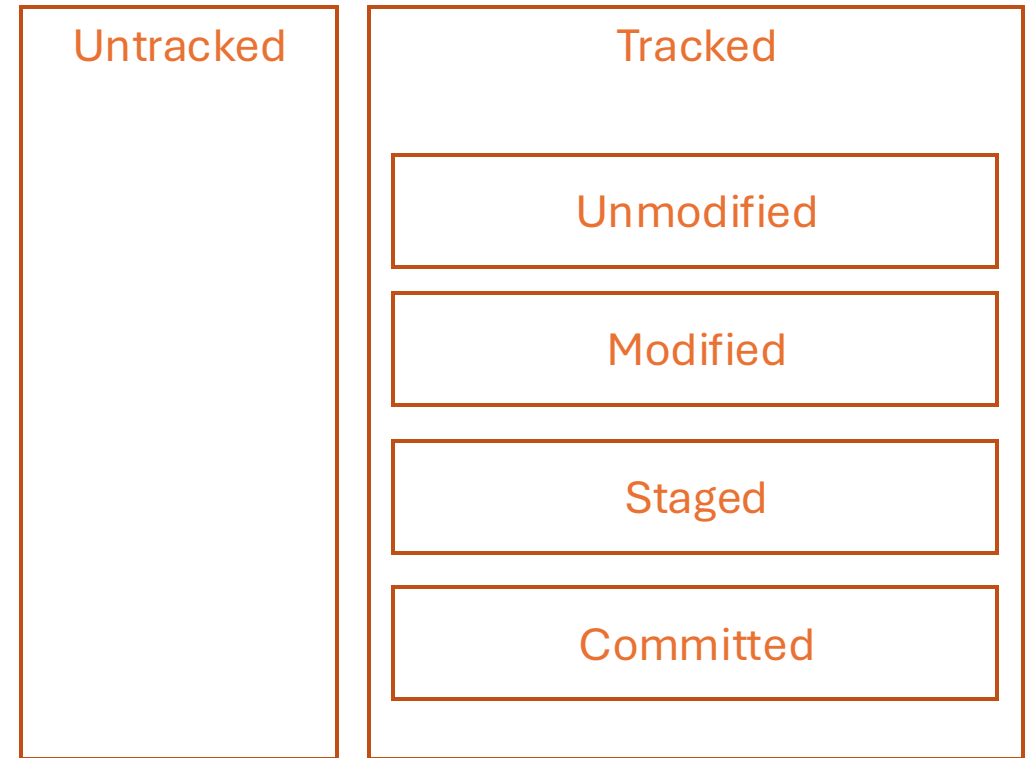 Untracked
Tracked
Unmodified
Modified
Staged
Committed